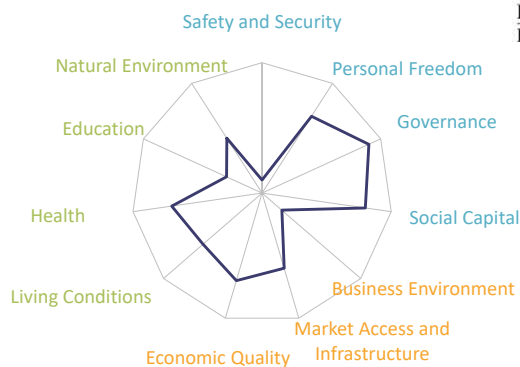 Safety and Security
Natural Environment
Personal Freedom
Education
Governance
Health
Social Capital
Living Conditions
Business Environment
Market Access and
Infrastructure
Economic Quality